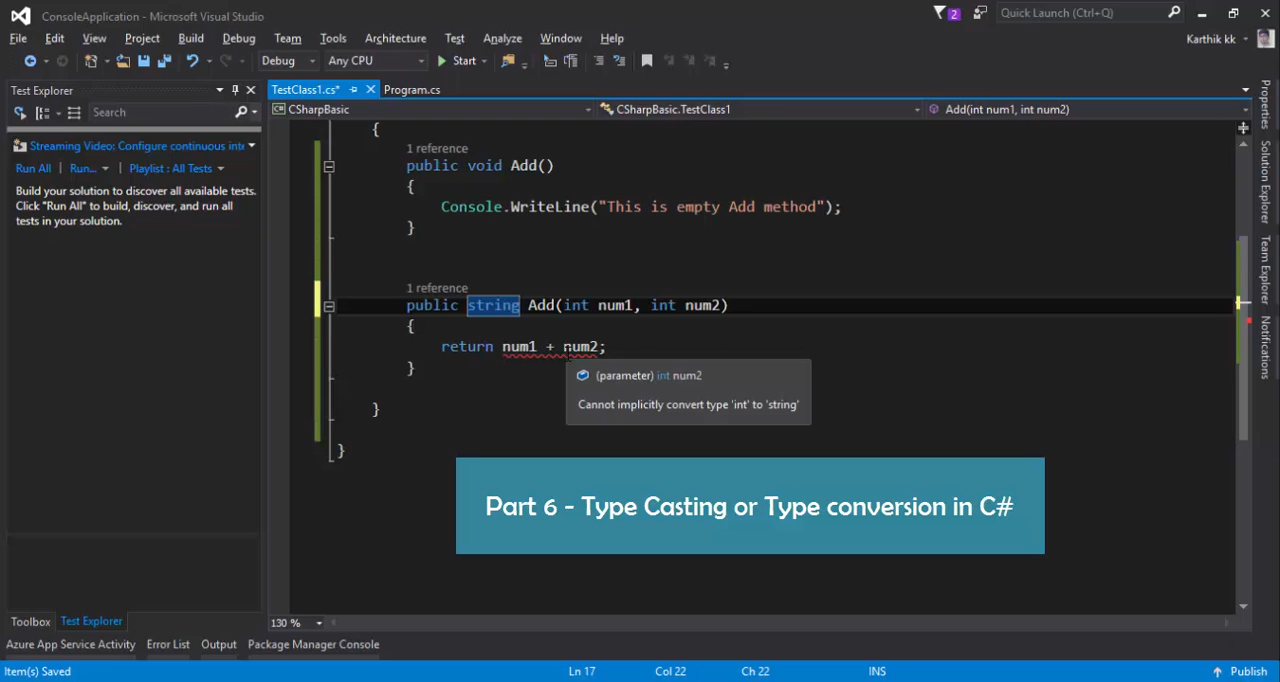 ConsoleApplication - Microsoft Visual Studio
2
Quick Launch (Ctrl+Q)
File Edit View Project Build Debug Team Tools Architecture Test Analyze Window Help
Karthik kk
Debug Any CPU Start
Test Explorer
TestClass1.cs* Program.cs
Search
CSharpBasic CSharpBasic.TestClass1 Add(int num1, int num2)
Streaming Video: Configure continuous inte
Run All | Run... | Playlist : All Tests
Build your solution to discover all available tests.
Click "Run All" to build, discover, and run all
tests in your solution.
{
1 reference
public void Add()
{
Console.WriteLine("This is empty Add method");
}
1 reference
public string Add(int num1, int num2)
{
return num1 + num2;
}
(parameter) int num2
Cannot implicitly convert type 'int' to 'string'
}
}
Part 6 - Type Casting or Type conversion in C#
Properties
Solution Explorer
Team Explorer
Notifications
130 %
Toolbox Test Explorer
Azure App Service Activity Error List Output Package Manager Console
Item(s) Saved Ln 17 Col 22 Ch 22 INS Publish